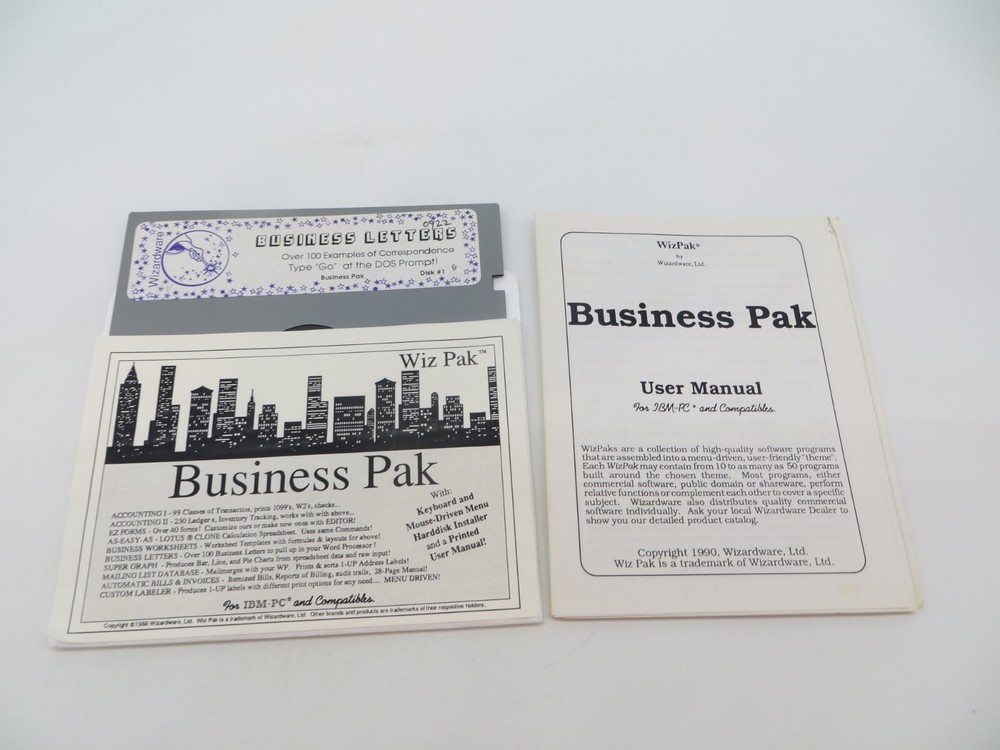 Wizardware
0922
BUSINESS LETTERS
Over 100 Examples of Correspondence
Type "Go" at the DOS Prompt!
Business Pak
Disk #1
Wiz Pak™
Business Pak
ACCOUNTING I - 99 Classes of Transaction, prints 1099's, W2's, checks...
ACCOUNTING II - 250 Ledgers, Inventory Tracking, works with with above...
EZ FORMS - Over 40 forms! Customize ours or make new ones with EDITOR!
AS-EASY-AS - LOTUS ® CLONE Calculation Spreadsheet. Uses same Commands!
BUSINESS WORKSHEETS - Worksheet Templates with formulas & layouts for above!
BUSINESS LETTERS - Over 100 Business Letters to pull up in your Word Processor !
SUPER GRAPH - Produces Bar, Line, and Pie Charts from spreadsheet data and raw input!
MAILING LIST DATABASE - Mailmerges with your WP. Prints & sorts 1-UP Address Labels!
AUTOMATIC BILLS & INVOICES - Itemized Bills, Reports of Billing, audit trails, 28-Page Manual!
CUSTOM LABELER - Produces 1-UP labels with different print options for any need.... MENU DRIVEN!
With:
Keyboard and
Mouse-Driven Menu
Harddisk Installer
and a Printed
User Manual!
For IBM-PC® and Compatibles.
Copyright ©1988 Wizardware, Ltd. Wiz Pak is a trademark of Wizardware, Ltd. Other brands and products are trademarks of their respective holders.
WizPak®
by
Wizardware, Ltd.
Business Pak
User Manual
For IBM-PC® and Compatibles.
WizPaks are a collection of high-quality software programs
that are assembled into a menu-driven, user-friendly "theme".
Each WizPak may contain from 10 to as many as 50 programs
built around the chosen theme. Most programs, either
commercial software, public domain or shareware, perform
relative functions or complement each other to cover a specific
subject. Wizardware also distributes quality commercial
software individually. Ask your local Wizardware Dealer to
show you our detailed product catalog.
Copyright 1990, Wizardware, Ltd.
Wiz Pak is a trademark of Wizardware, Ltd.